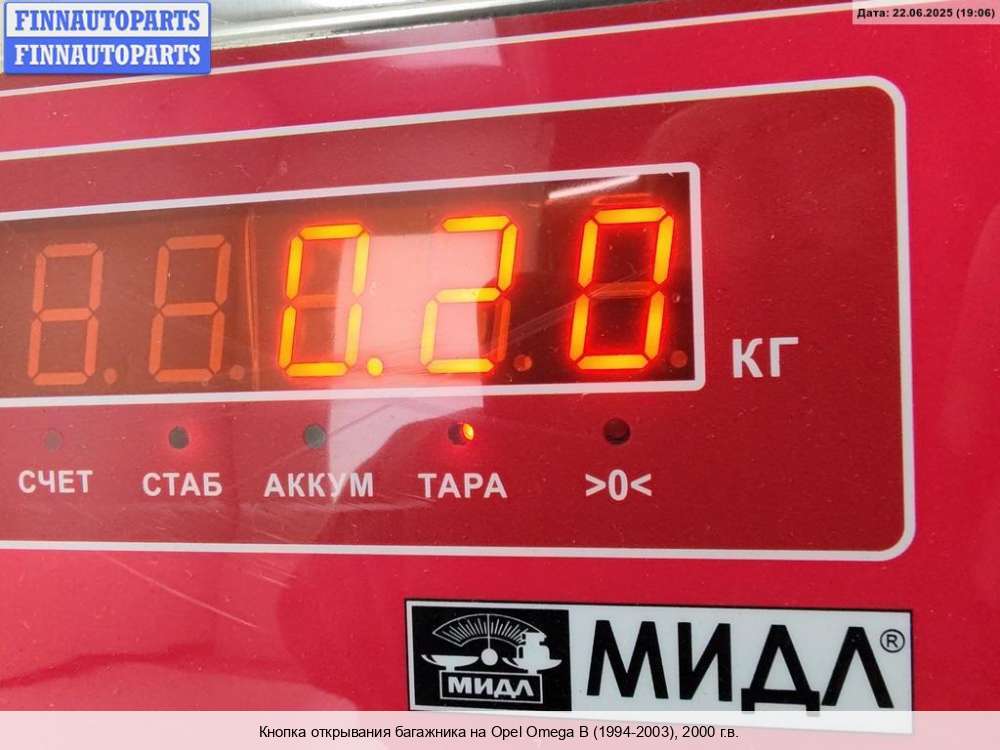 FINNAUTOPARTS
FINNAUTOPARTS
Дата: 22.06.2025 (19:06)
0.20
КГ
СЧЕТ СТАБ АККУМ ТАРА >0<
МИДЛ
МИДЛ®
Кнопка открывания багажника на Opel Omega B (1994-2003), 2000 г.в.